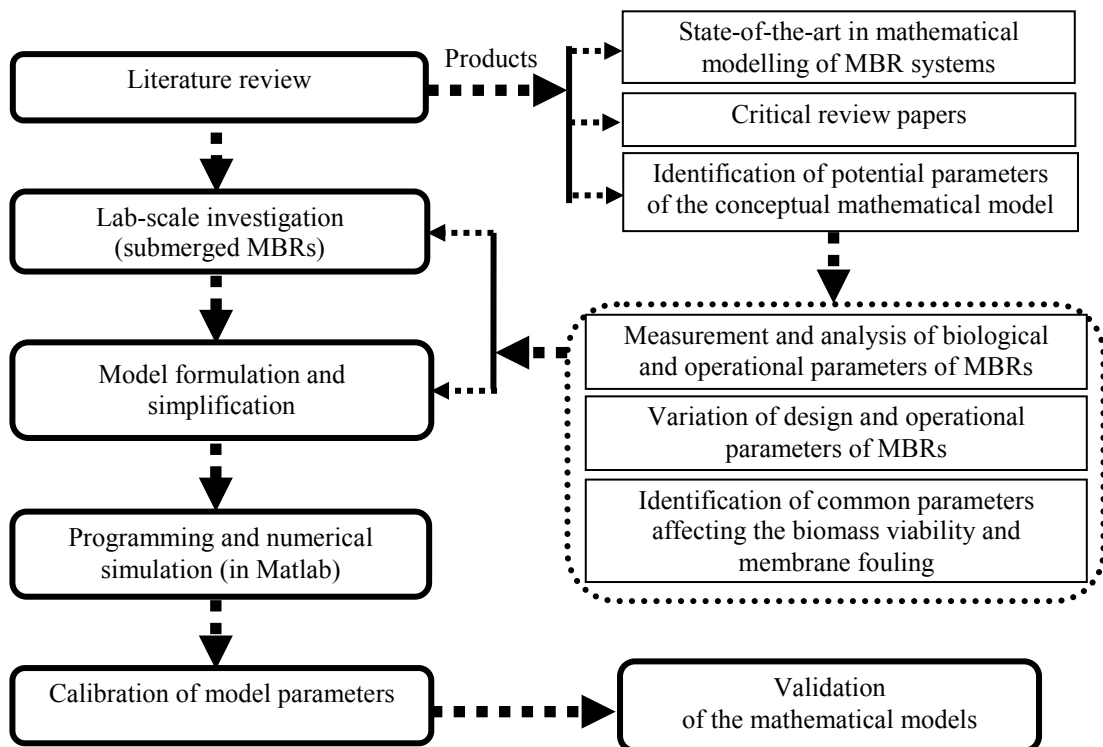 Literature review
Products
State-of-the-art in mathematical
modelling of MBR systems
Critical review papers
Identification of potential parameters
of the conceptual mathematical model
Lab-scale investigation
(submerged MBRs)
Measurement and analysis of biological
and operational parameters of MBRs
Variation of design and operational
parameters of MBRs
Identification of common parameters
affecting the biomass viability and
membrane fouling
Model formulation and
simplification
Programming and numerical
simulation (in Matlab)
Calibration of model parameters
Validation
of the mathematical models